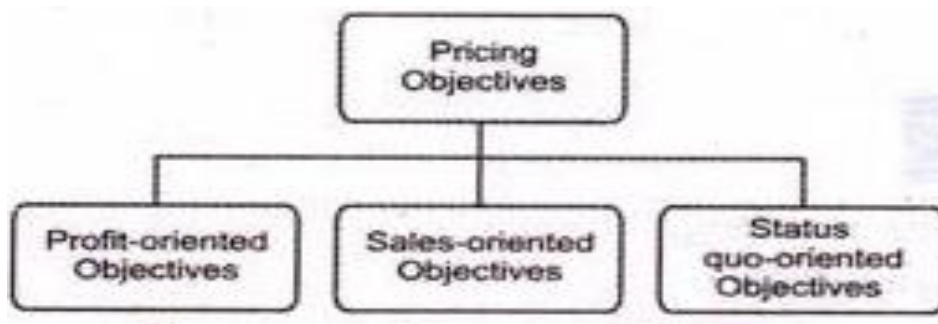 Pricing
Objectives
Profit-oriented
Objectives
Sales-oriented
Objectives
Status
quo-oriented
Objectives